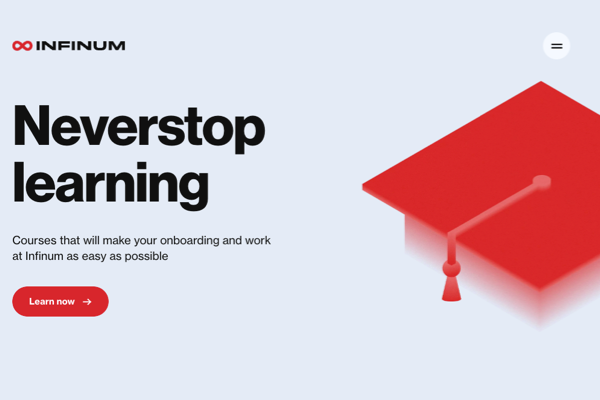 INFINUM
Neverstop
learning
Courses that will make your onboarding and work
at Infinum as easy as possible
Learn now →